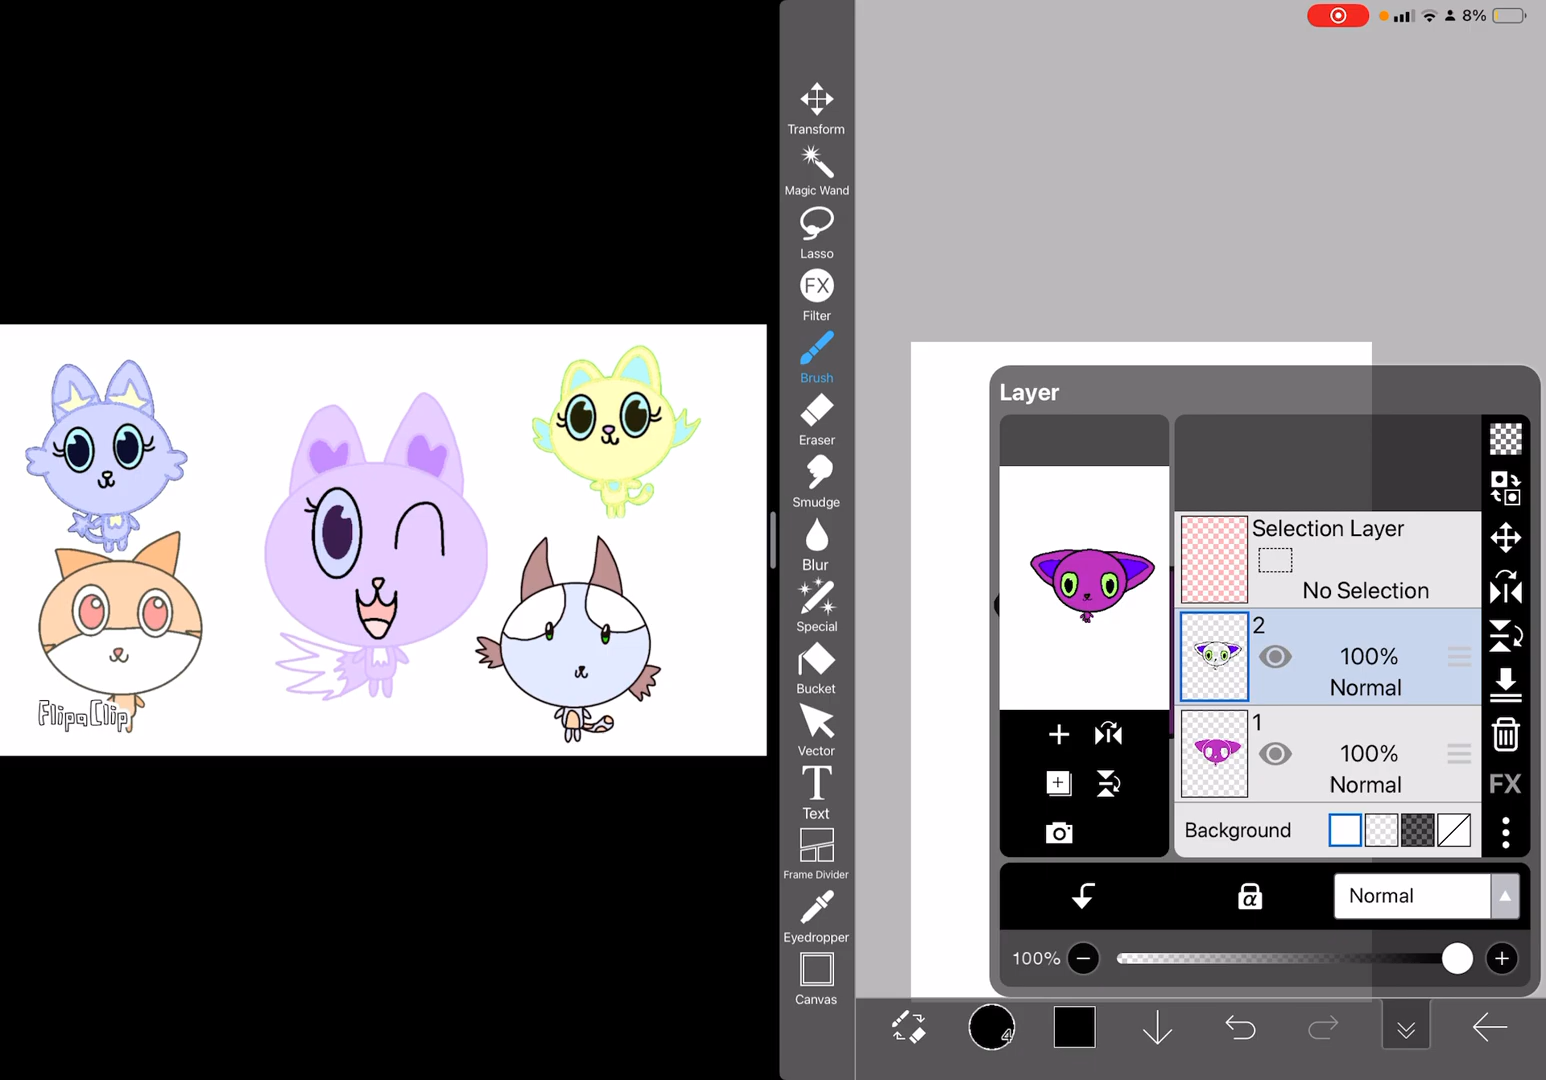 8%
Transform
Magic Wand
Lasso
FX
Filter
Brush
Eraser
Smudge
Blur
Special
Bucket
Vector
T
Text
Frame Divider
Eyedropper
Canvas
FlipaClip
Layer
Selection Layer
No Selection
2
100%
Normal
1
100%
Normal
FX
Background
α
Normal
100%
4